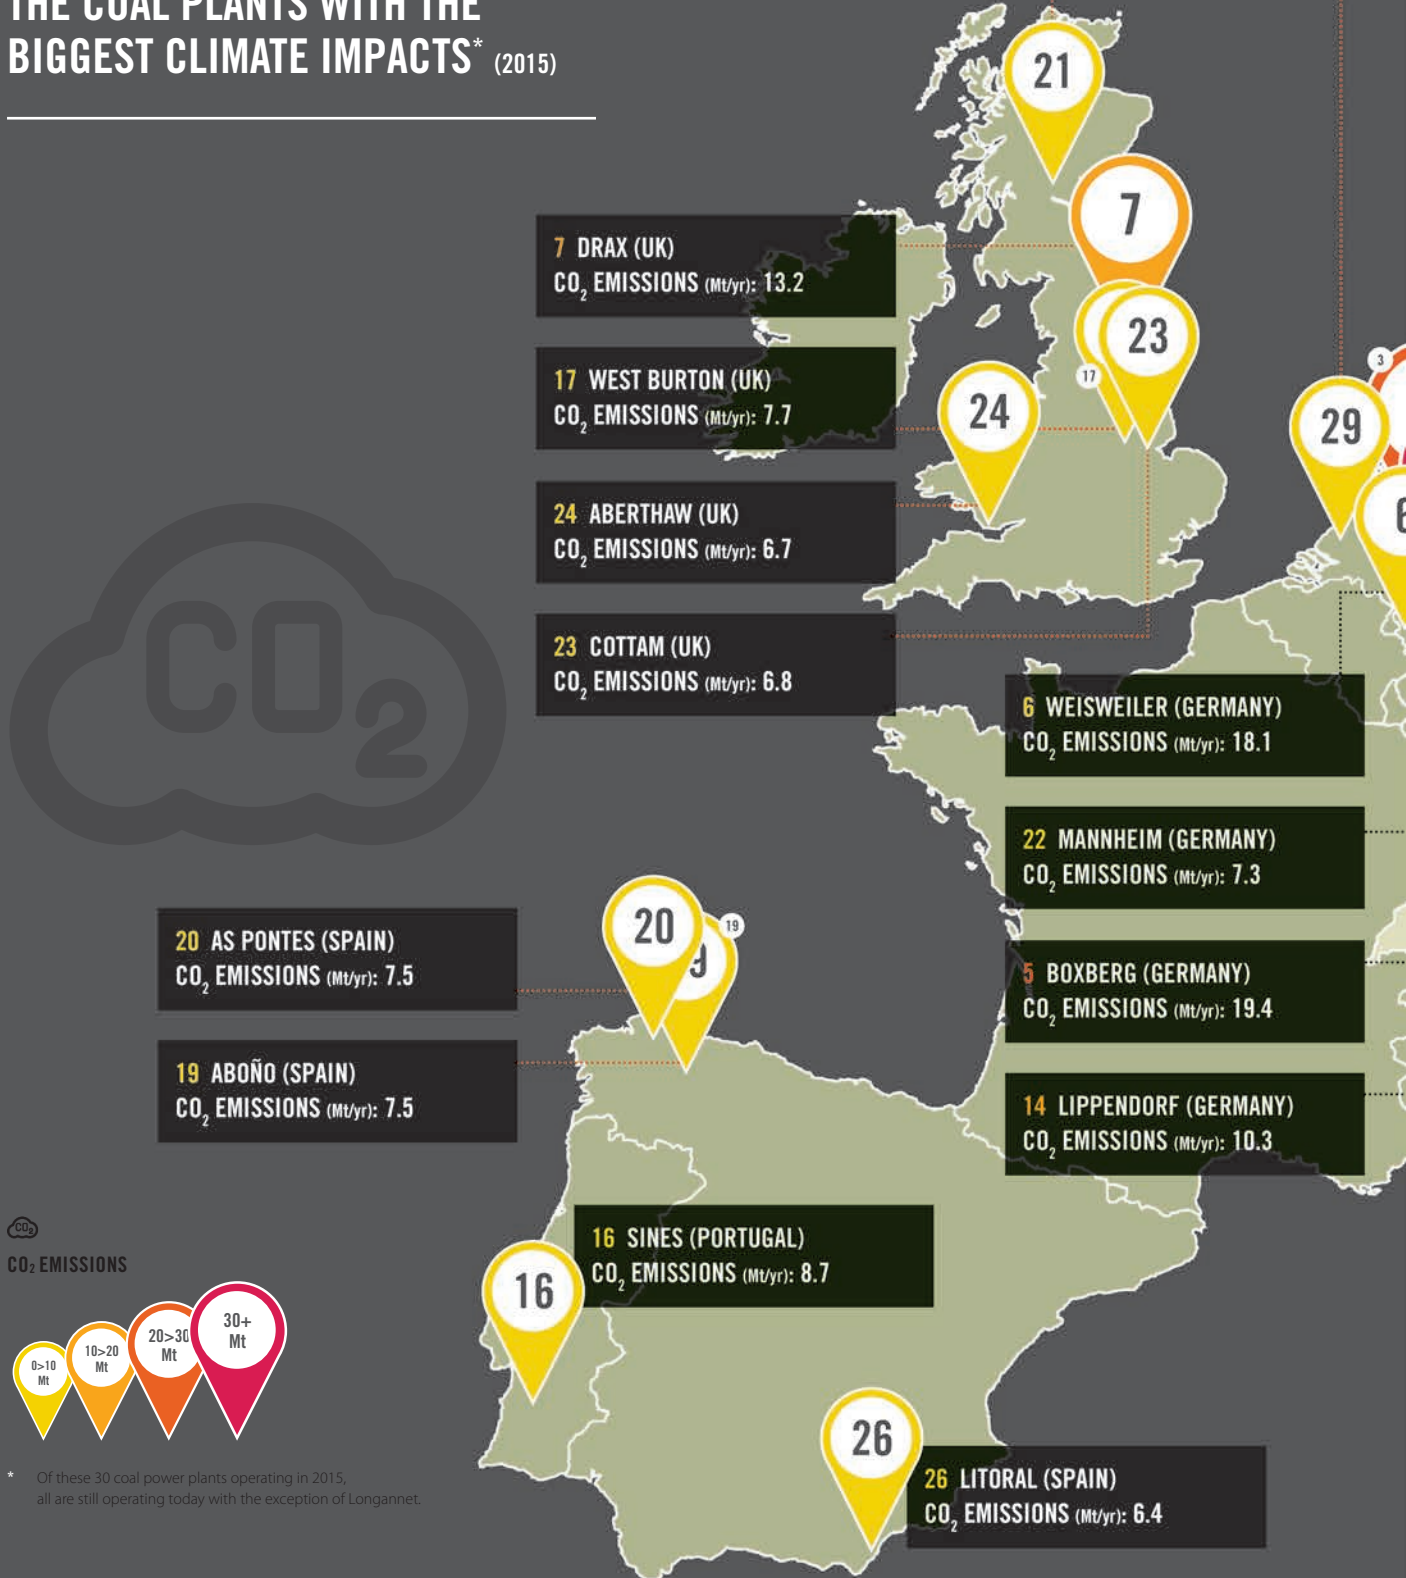 THE COAL PLANTS WITH THE
BIGGEST CLIMATE IMPACTS* (2015)
21
7
7 DRAX (UK)
CO2 EMISSIONS (Mt/yr): 13.2
17 WEST BURTON (UK)
CO2 EMISSIONS (Mt/yr): 7.7
23
17
3
24
29
6
24 ABERTHAW (UK)
CO2 EMISSIONS (Mt/yr): 6.7
23 COTTAM (UK)
CO2 EMISSIONS (Mt/yr): 6.8
CO2
6 WEISWEILER (GERMANY)
CO2 EMISSIONS (Mt/yr): 18.1
22 MANNHEIM (GERMANY)
CO2 EMISSIONS (Mt/yr): 7.3
5 BOXBERG (GERMANY)
CO2 EMISSIONS (Mt/yr): 19.4
14 LIPPENDORF (GERMANY)
CO2 EMISSIONS (Mt/yr): 10.3
20
19
9
20 AS PONTES (SPAIN)
CO2 EMISSIONS (Mt/yr): 7.5
19 ABOÑO (SPAIN)
CO2 EMISSIONS (Mt/yr): 7.5
16 SINES (PORTUGAL)
CO2 EMISSIONS (Mt/yr): 8.7
16
26
26 LITORAL (SPAIN)
CO2 EMISSIONS (Mt/yr): 6.4
CO2
CO2 EMISSIONS
0>10
Mt
10>20
Mt
20>30
Mt
30+
Mt
* Of these 30 coal power plants operating in 2015,
all are still operating today with the exception of Longannet.